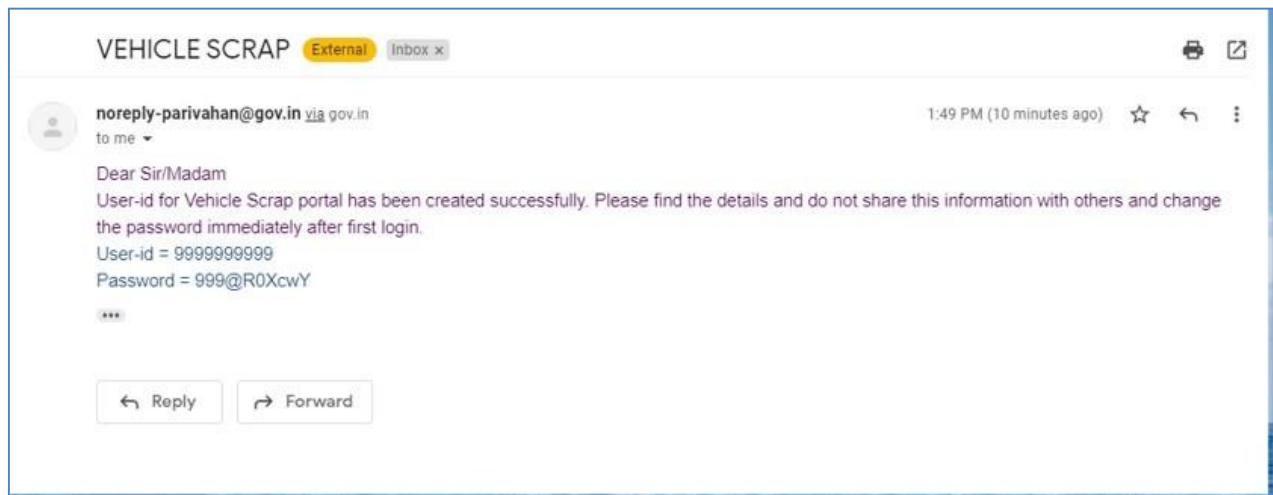 VEHICLE SCRAP External Inbox x
noreply-parivahan@gov.in via gov.in 1:49 PM (10 minutes ago)
to me
Dear Sir/Madam
User-id for Vehicle Scrap portal has been created successfully. Please find the details and do not share this information with others and change
the password immediately after first login.
User-id = 9999999999
Password = 999@R0XcwY
Reply Forward